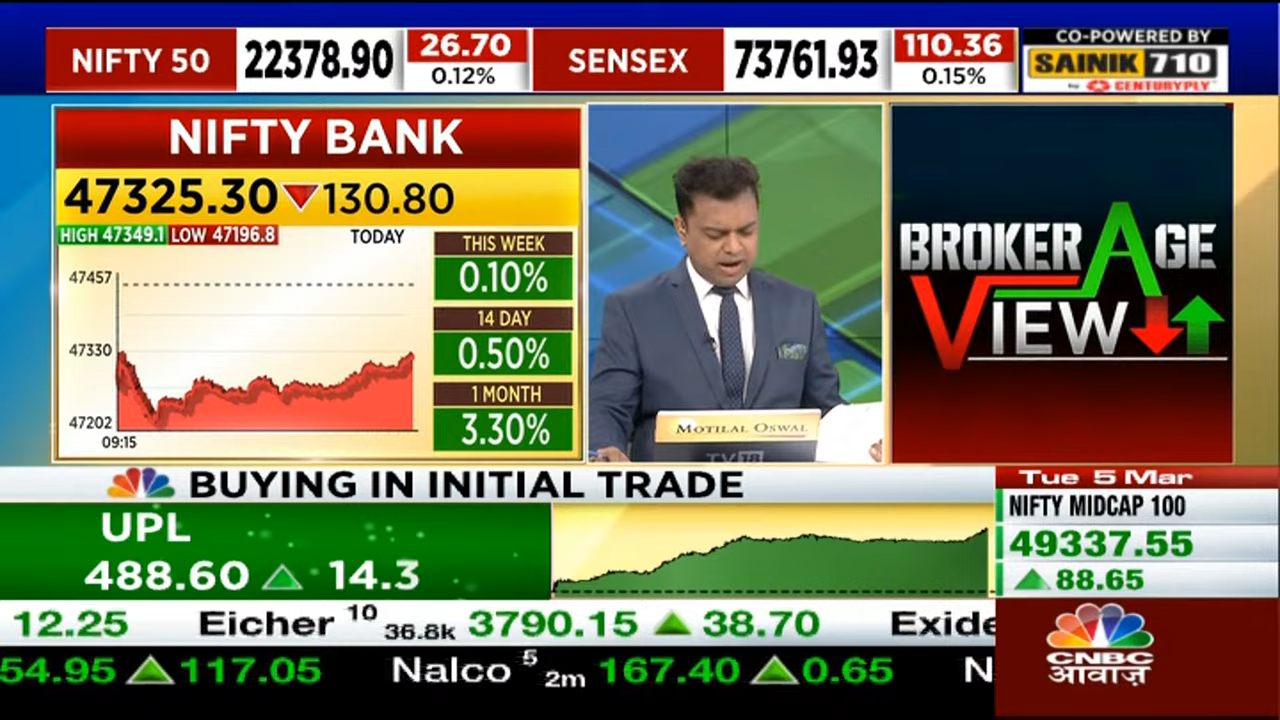 NIFTY 50 22378.90 26.70 0.12% SENSEX 73761.93 110.36 0.15%
CO-POWERED BY
SAINIK 710
by CENTURYPLY
NIFTY BANK
47325.30 130.80
HIGH 47349.1 LOW 47196.8 TODAY
47457
47330
47202
09:15
THIS WEEK
0.10%
14 DAY
0.50%
1 MONTH
3.30%
MOTILAL OSWAL
TV18
BROKERAGE
VIEW
BUYING IN INITIAL TRADE
UPL
488.60 14.3
Tue 5 Mar
NIFTY MIDCAP 100
49337.55
88.65
12.25 Eicher 10 36.8k 3790.15 38.70 Exide
54.95 117.05 Nalco 5 2m 167.40 0.65 N
CNBC
आवाज़